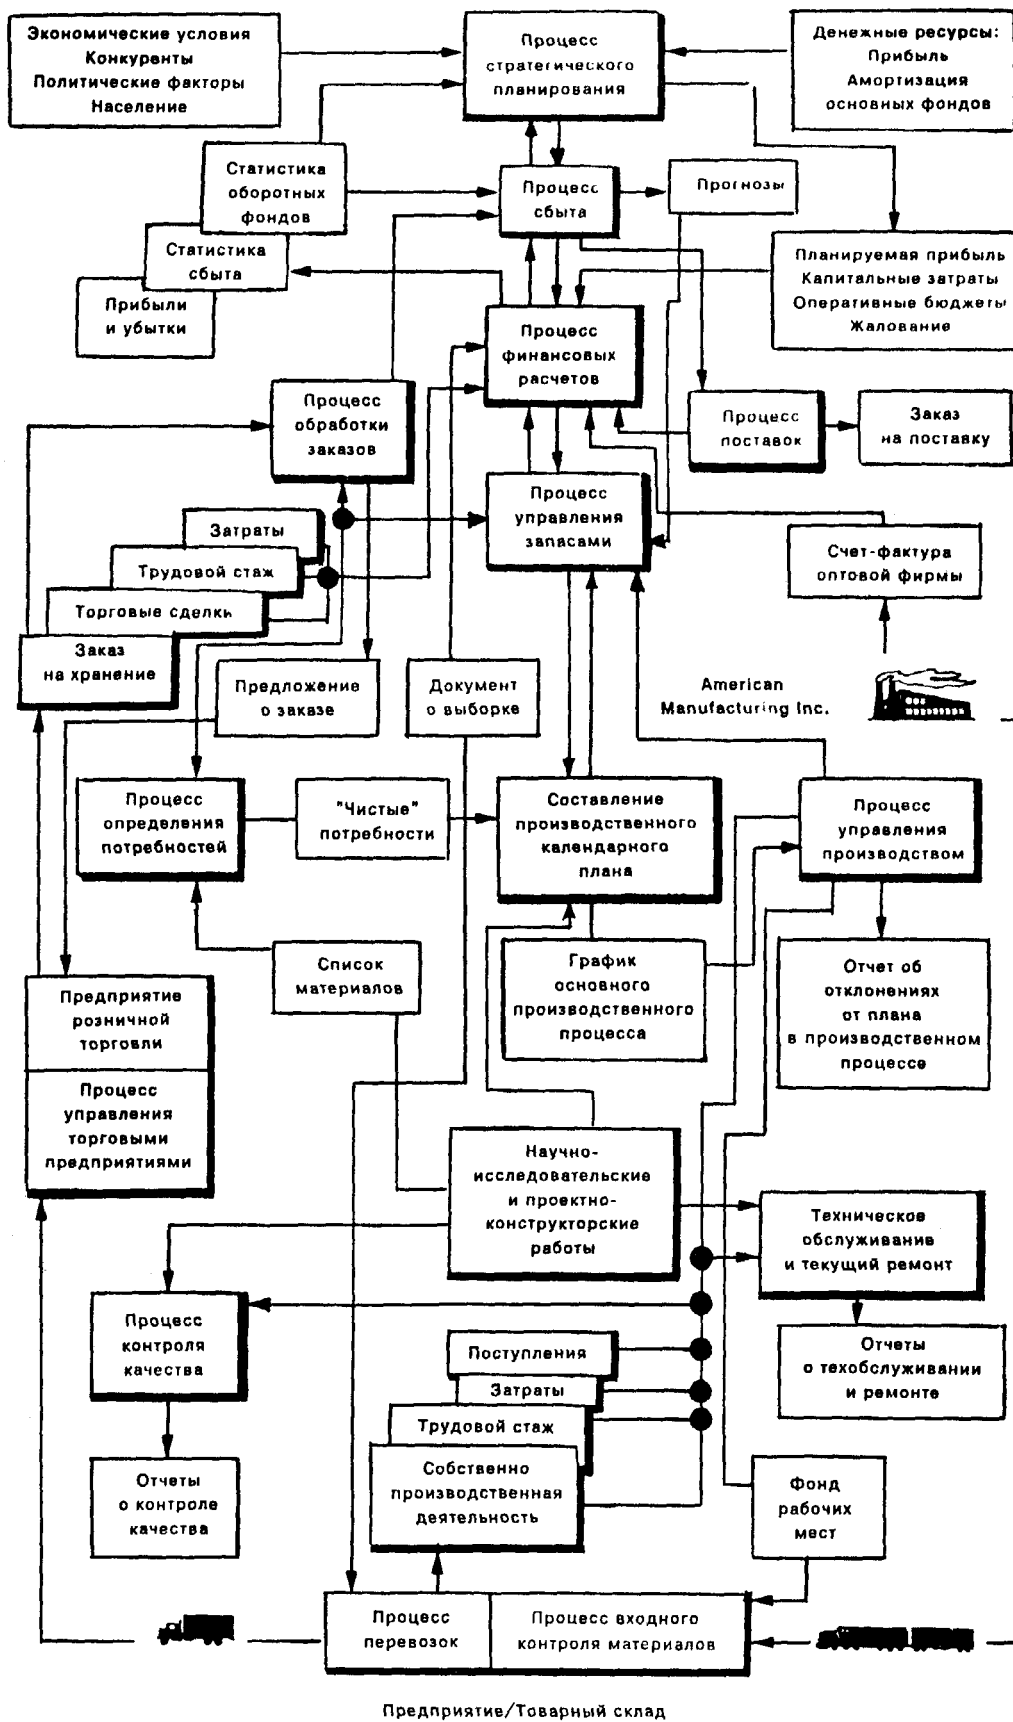 Экономические условия
Конкуренты
Политические факторы
Население
Процесс
стратегического
планирования
Денежные ресурсы:
Прибыль
Амортизация
основных фондов
Статистика
оборотных
фондов
Процесс
сбыта
Прогнозы
Статистика
сбыта
Прибыли
и убытки
Планируемая прибыль
Капитальные затраты
Оперативные бюджеты
Жалование
Процесс
финансовых
расчетов
Процесс
обработки
заказов
Процесс
поставок
Заказ
на поставку
Процесс
управления
запасами
Затраты
Трудовой стаж
Торговые сделки
Заказ
на хранение
Счет-фактура
оптовой фирмы
Предложение
о заказе
Документ
о выборке
American
Manufacturing Inc.
Процесс
определения
потребностей
"Чистые"
потребности
Составление
производственного
календарного
плана
Процесс
управления
производством
Список
материалов
График
основного
производственного
процесса
Отчет об
отклонениях
от плана
в производственном
процессе
Предприятие
розничной
торговли
Процесс
управления
торговыми
предприятиями
Научно-
исследовательские
и проектно-
конструкторские
работы
Техническое
обслуживание
и текущий ремонт
Процесс
контроля
качества
Отчеты
о техобслуживании
и ремонте
Поступления
Затраты
Трудовой стаж
Собственно
производственная
деятельность
Отчеты
о контроле
качества
Фонд
рабочих
мест
Процесс
перевозок
Процесс входного
контроля материалов
Предприятие/Товарный склад